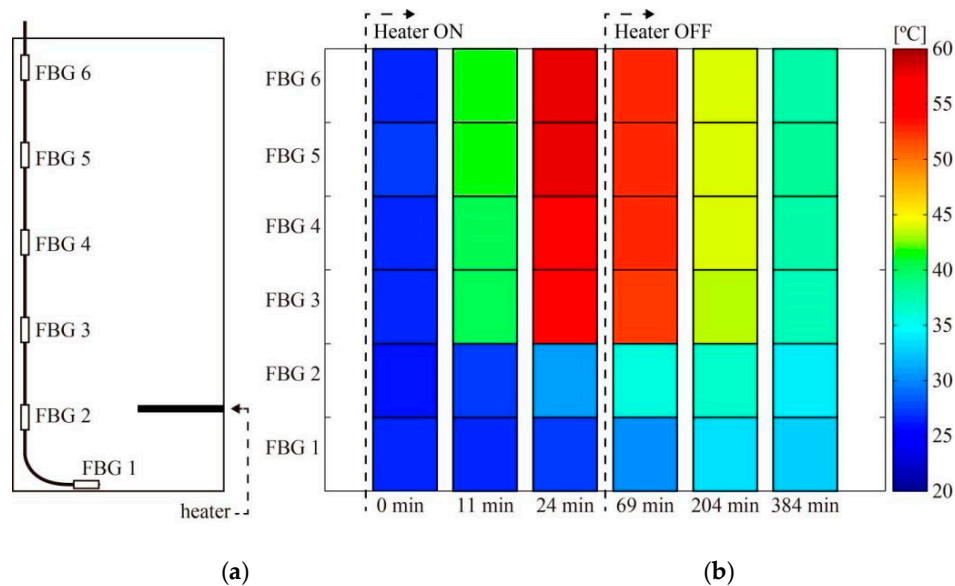 FBG 6
FBG 5
FBG 4
FBG 3
FBG 2
FBG 1
heater
Heater ON
Heater OFF
[ºC]
FBG 6
FBG 5
FBG 4
FBG 3
FBG 2
FBG 1
0 min 11 min 24 min 69 min 204 min 384 min
60
55
50
45
40
35
30
25
20
(a) (b)